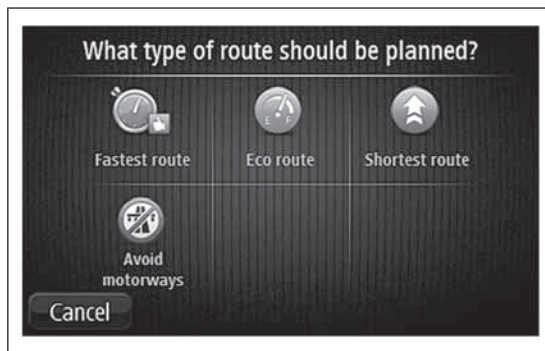 What type of route should be planned?
Fastest route
Eco route
Shortest route
E F
Avoid
motorways
Cancel